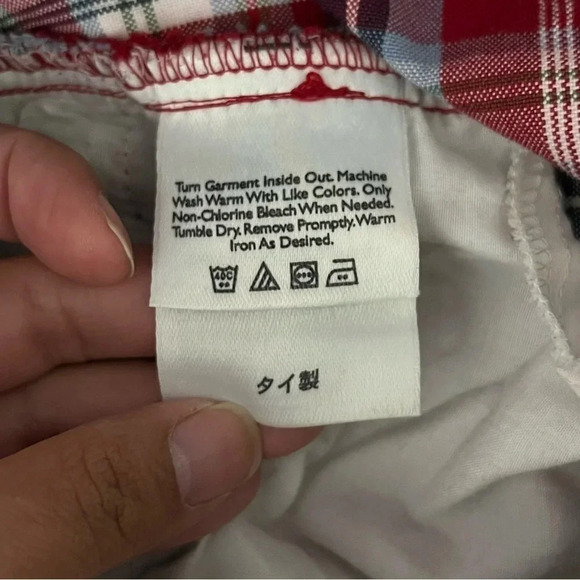 Turn Garment Inside Out. Machine
Wash Warm With Like Colors. Only
Non-Chlorine Bleach When Needed.
Tumble Dry. Remove Promptly. Warm
Iron As Desired.
40C
タイ製